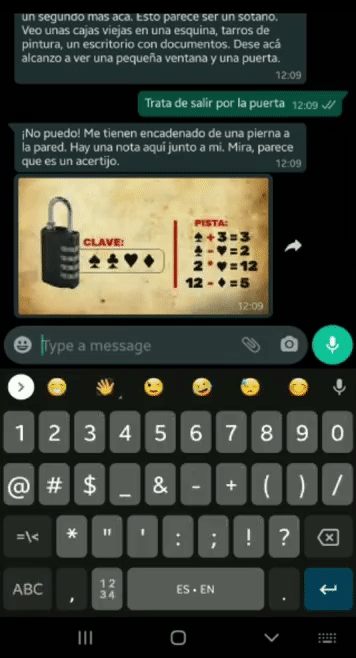 un segundo más acá. Esto parece ser un sótano.
Veo unas cajas viejas en una esquina, tarros de
pintura, un escritorio con documentos. Dese acá
alcanzo a ver una pequeña ventana y una puerta.
12:09
Trata de salir por la puerta 12:09
¡No puedo! Me tienen encadenado de una pierna a
la pared. Hay una nota aquí junto a mi. Mira, parece
que es un acertijo. 12:09
CLAVE:
♠ ♣ ♥ ♦
PISTA:
♠ + 3 = 3
♣ - ♥ = 2
2 * ♥ = 12
12 - ♦ = 5
12:09
Type a message
1 2 3 4 5 6 7 8 9 0
@ # $ _ & - + ( ) /
=\< * " ' : ; ! ?
ABC , 12 34 ES • EN .